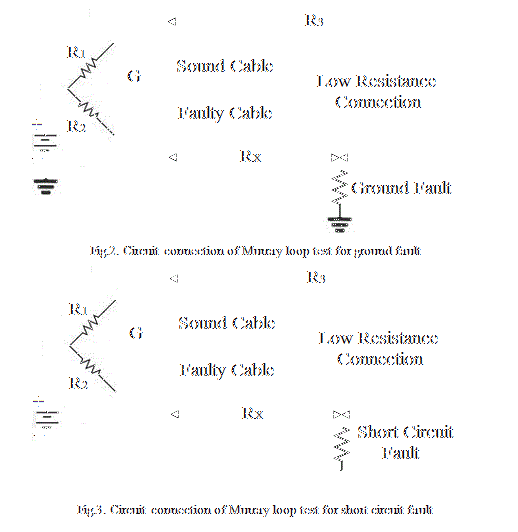 R3
R1
G
Sound Cable
Low Resistance
Connection
Faulty Cable
R2
Rx
Ground Fault
Fig.2. Circuit connection of Murray loop test for ground fault
R3
R1
G
Sound Cable
Low Resistance
Connection
Faulty Cable
R2
Rx
Short Circuit
Fault
Fig.3. Circuit connection of Murray loop test for short circuit fault